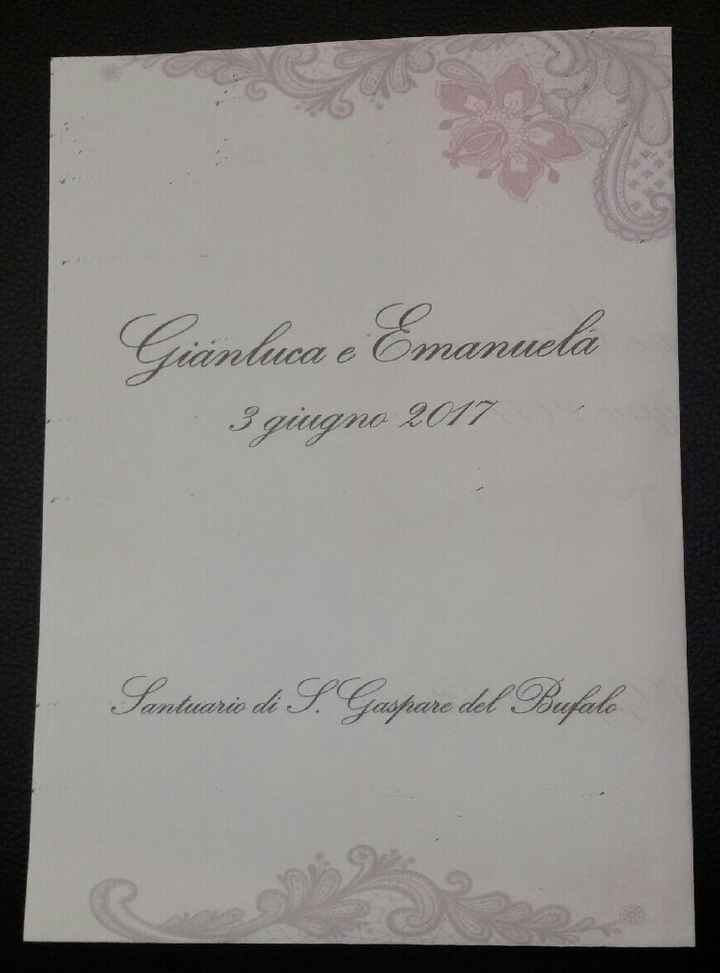 Gianluca e Emanuela
3 giugno 2017
Santuario di S. Gaspare del Bufalo